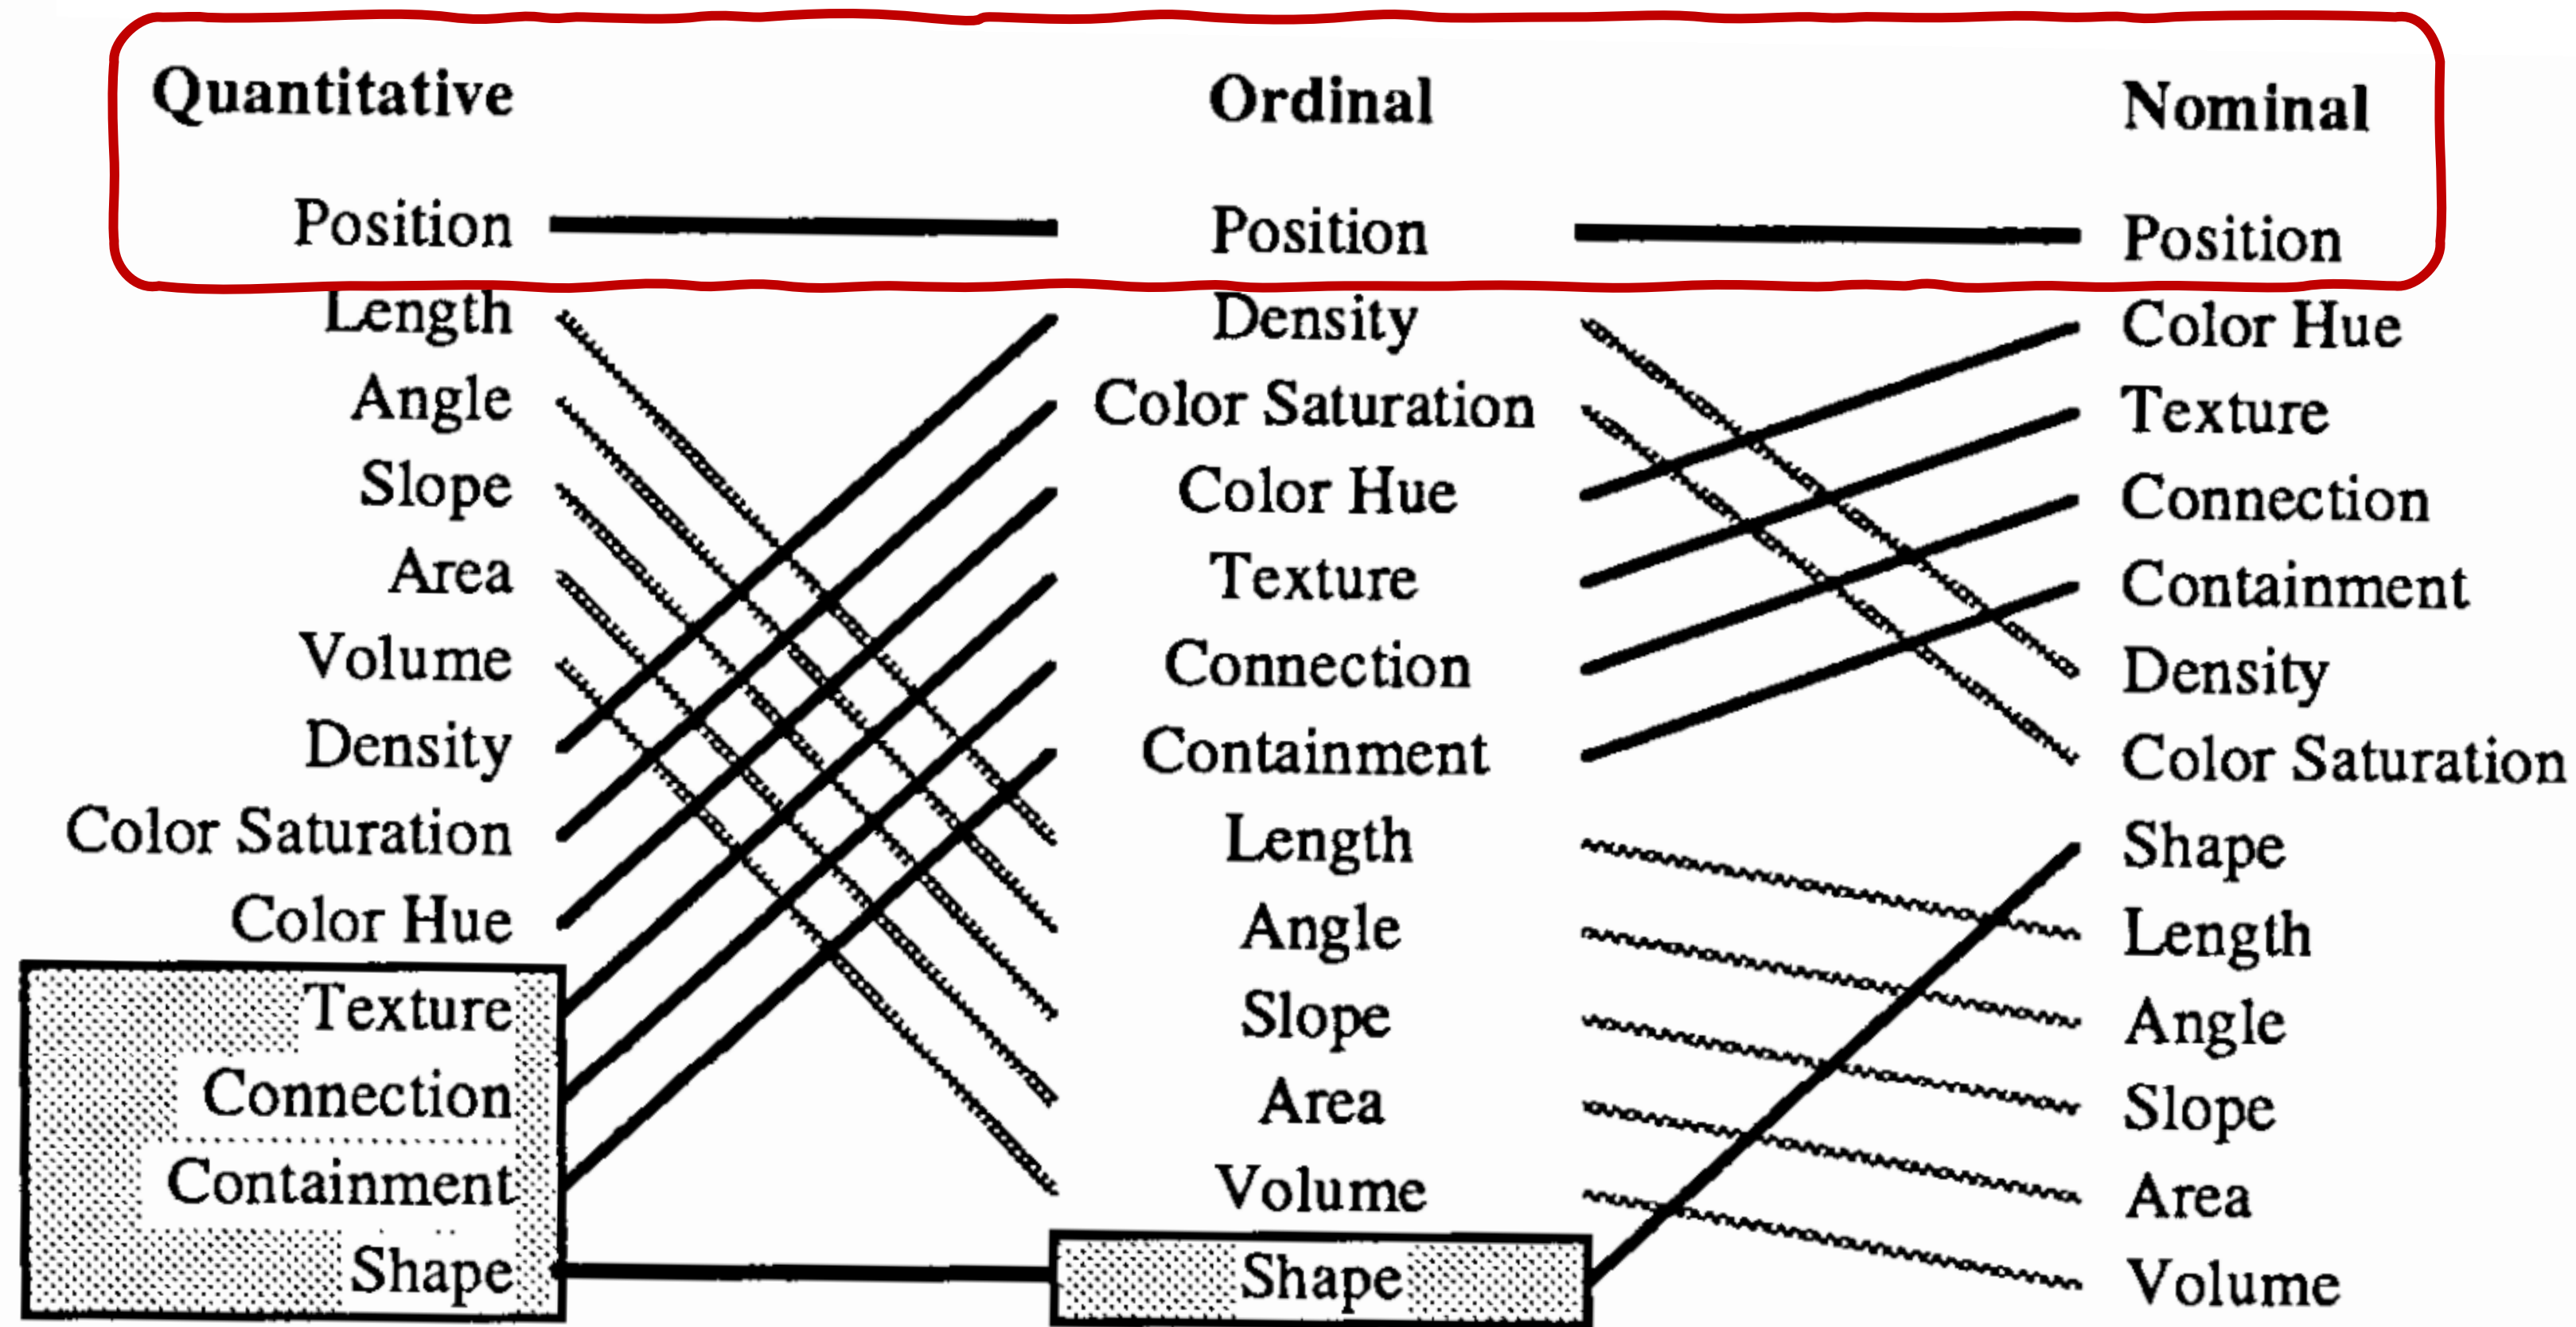 Quantitative Ordinal Nominal
Position Position Position
Length Density Color Hue
Angle Color Saturation Texture
Slope Color Hue Connection
Area Texture Containment
Volume Connection Density
Density Containment Color Saturation
Color Saturation Length Shape
Color Hue Angle Length
Texture Slope Angle
Connection Area Slope
Containment Volume Area
Shape Shape Volume